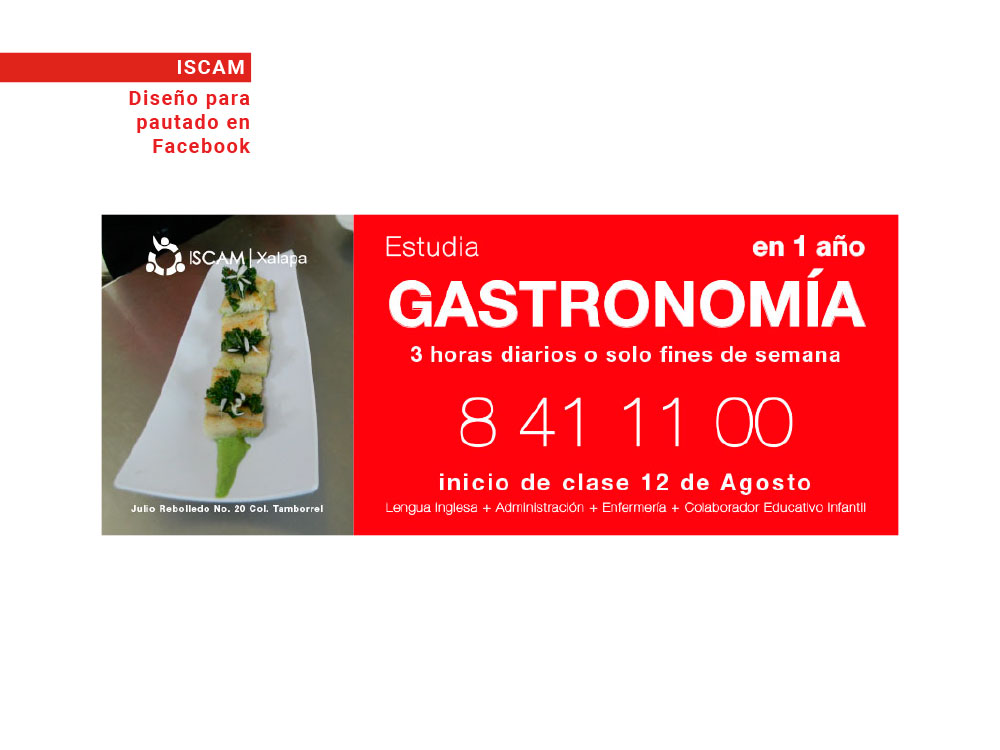 ISCAM
Diseño para
pautado en
Facebook
ISCAM | Xalapa
Julio Rebolledo No. 20 Col. Tamborrel
Estudia en 1 año
GASTRONOMÍA
3 horas diarios o solo fines de semana
8 41 11 00
inicio de clase 12 de Agosto
Lengua Inglesa + Administración + Enfermería + Colaborador Educativo Infantil